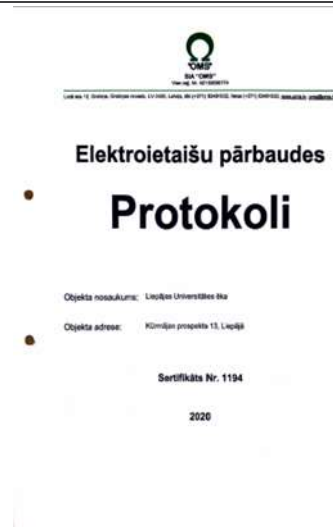 "OMS"
SIA "OMS"
Elektroietaišu pārbaudes
Protokoli
Objekta nosaukums: Liepājas Universitātes ēka
Objekta adrese: Kūrmājas prospekts 13, Liepājā
Sertifikāts Nr. 1194
2020